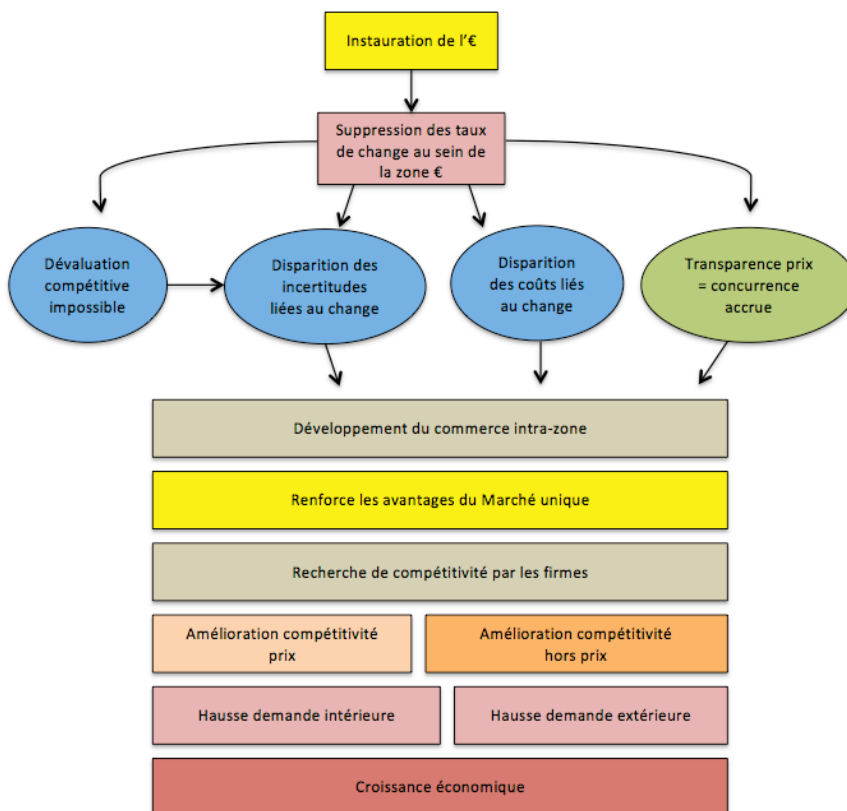 Instauration de l'€
Suppression des taux
de change au sein de
la zone €
Dévaluation
compétitive
impossible
Disparition des
incertitudes
liées au change
Disparition
des coûts liés
au change
Transparence prix
= concurrence
accrue
Développement du commerce intra-zone
Renforce les avantages du Marché unique
Recherche de compétitivité par les firmes
Amélioration compétitivité
prix
Amélioration compétitivité
hors prix
Hausse demande intérieure
Hausse demande extérieure
Croissance économique